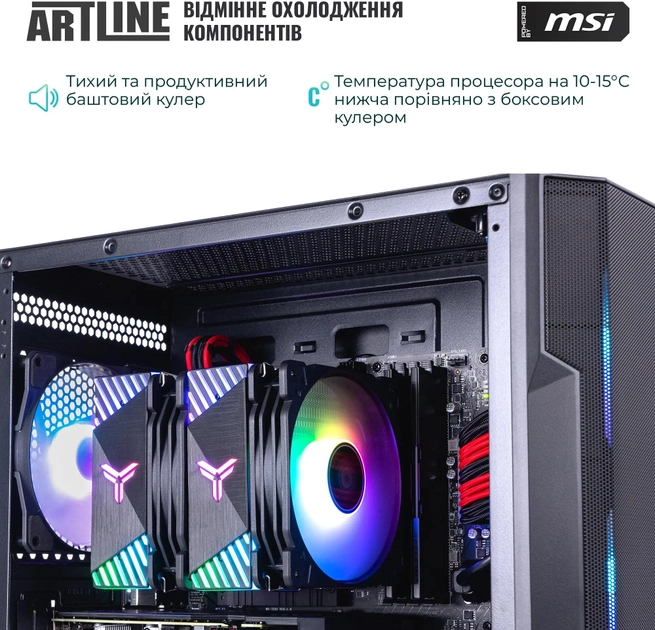 ARTLINE
ВІДМІННЕ ОХОЛОДЖЕННЯ
КОМПОНЕНТІВ
POWERED BY
msi
Тихий та продуктивний
баштовий кулер
C°
Температура процесора на 10-15°C
нижча порівняно з боксовим
кулером